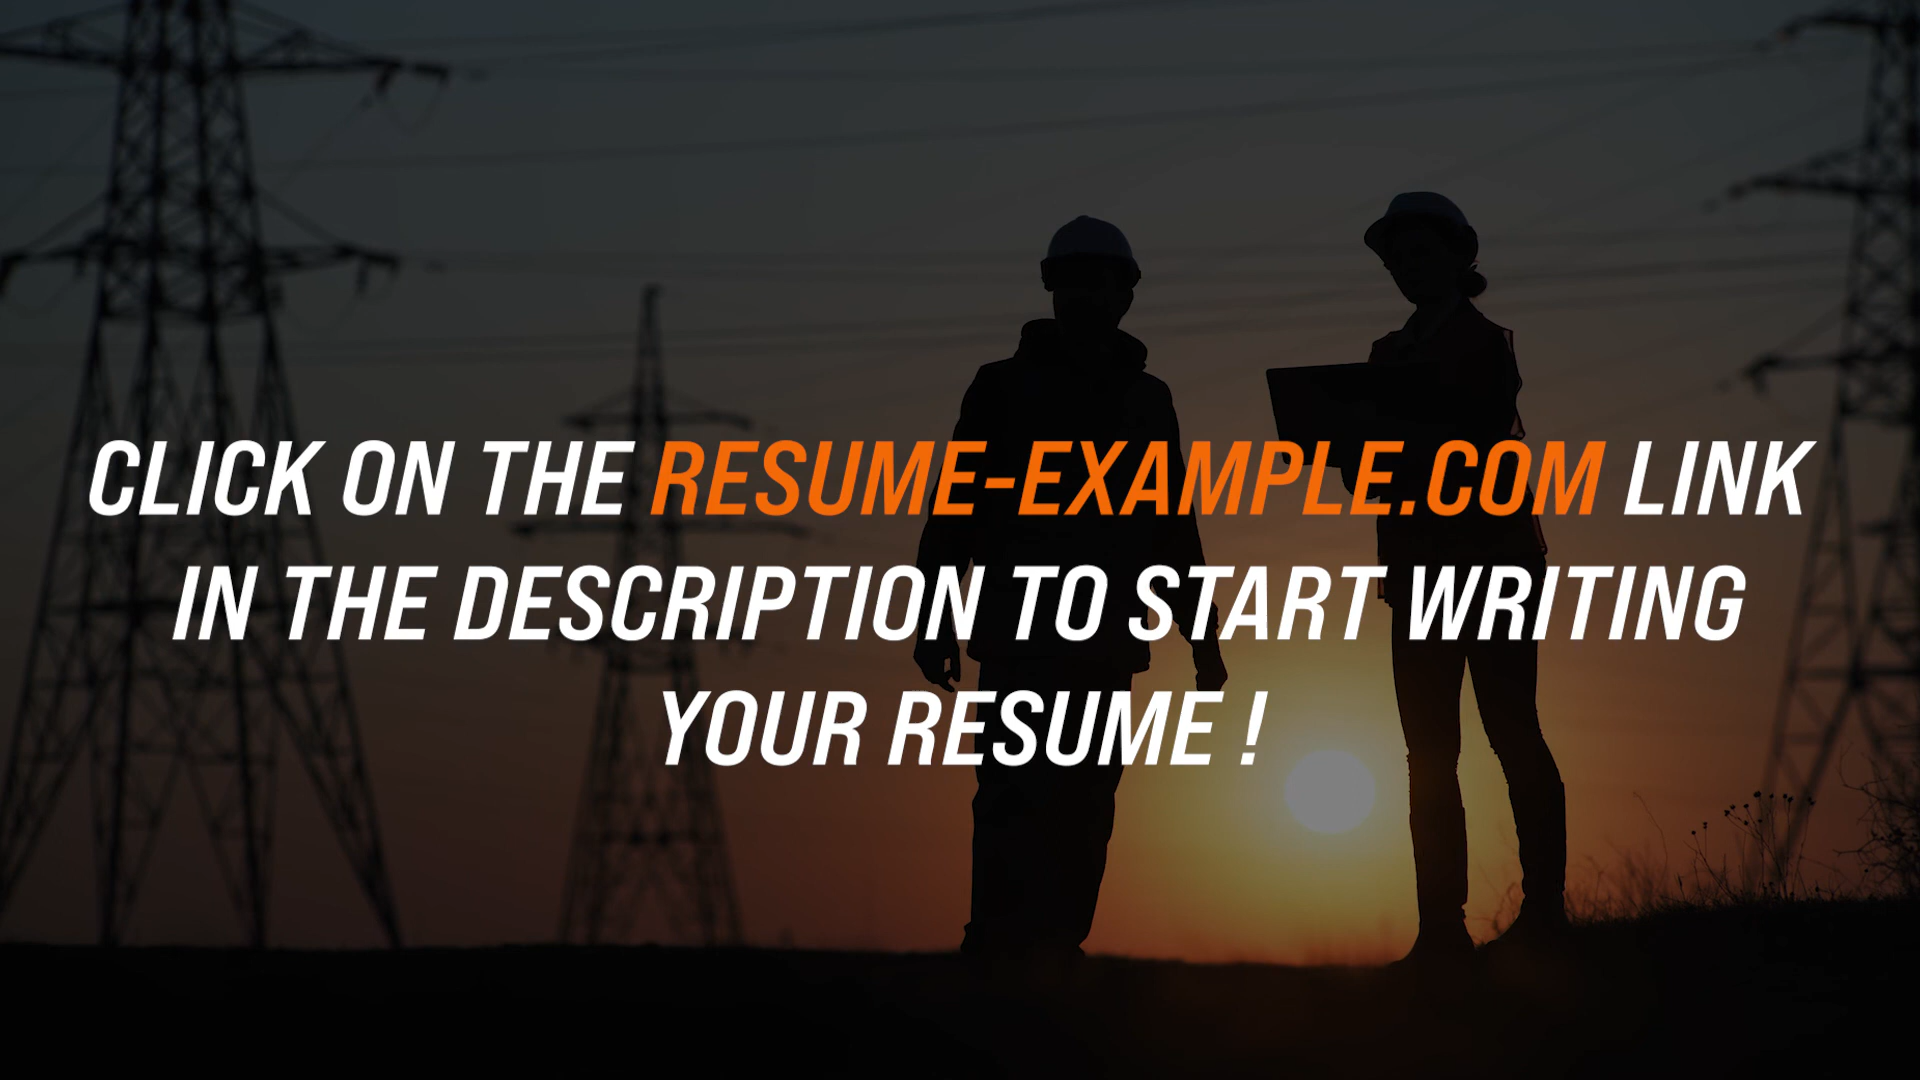 CLICK ON THE RESUME-EXAMPLE.COM LINK
IN THE DESCRIPTION TO START WRITING
YOUR RESUME !